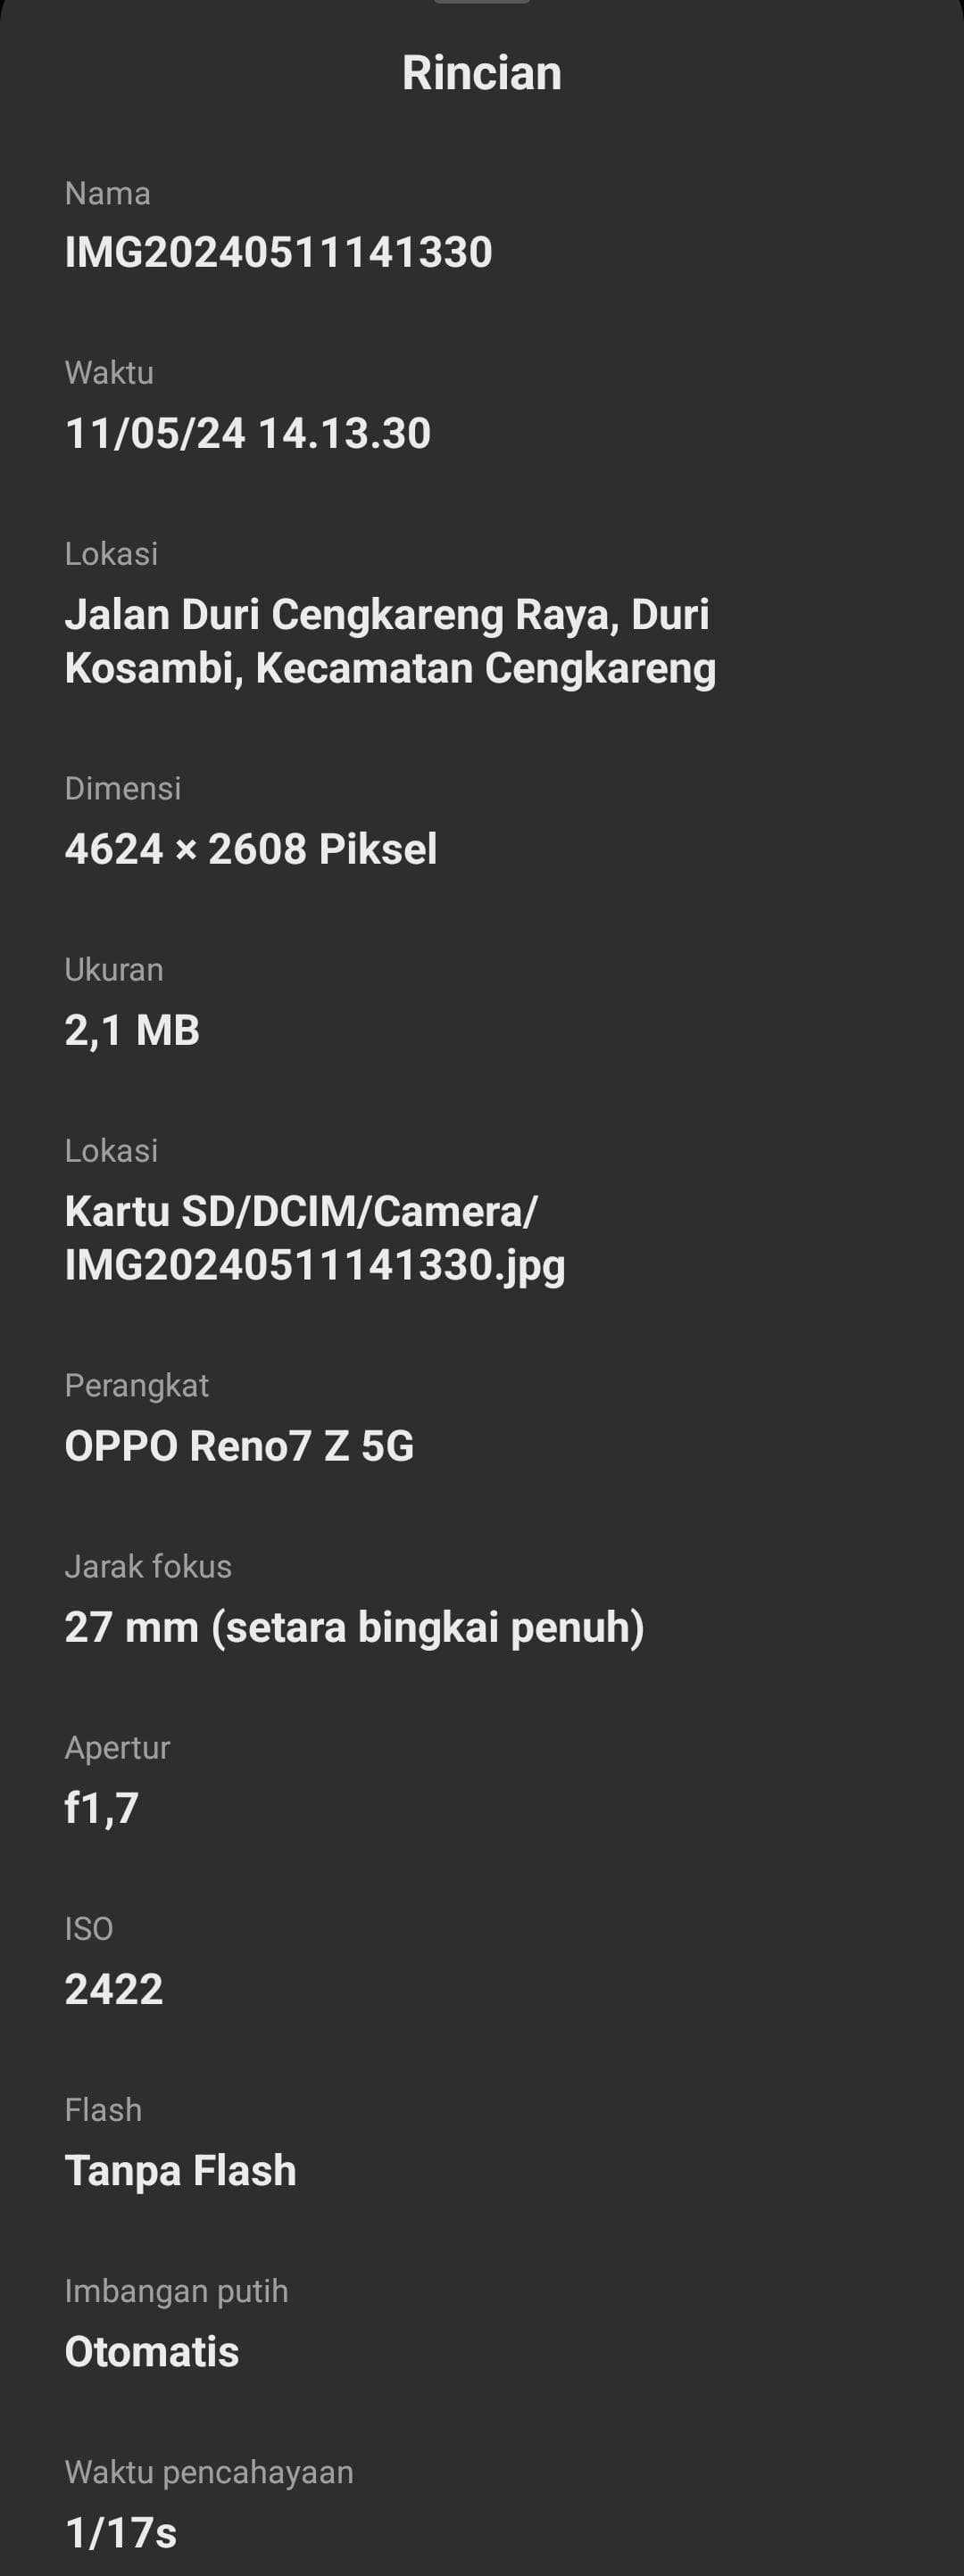 Rincian
Nama
IMG20240511141330
Waktu
11/05/24 14.13.30
Lokasi
Jalan Duri Cengkareng Raya, Duri
Kosambi, Kecamatan Cengkareng
Dimensi
4624 × 2608 Piksel
Ukuran
2,1 MB
Lokasi
Kartu SD/DCIM/Camera/
IMG20240511141330.jpg
Perangkat
OPPO Reno7 Z 5G
Jarak fokus
27 mm (setara bingkai penuh)
Apertur
f1,7
ISO
2422
Flash
Tanpa Flash
Imbangan putih
Otomatis
Waktu pencahayaan
1/17s